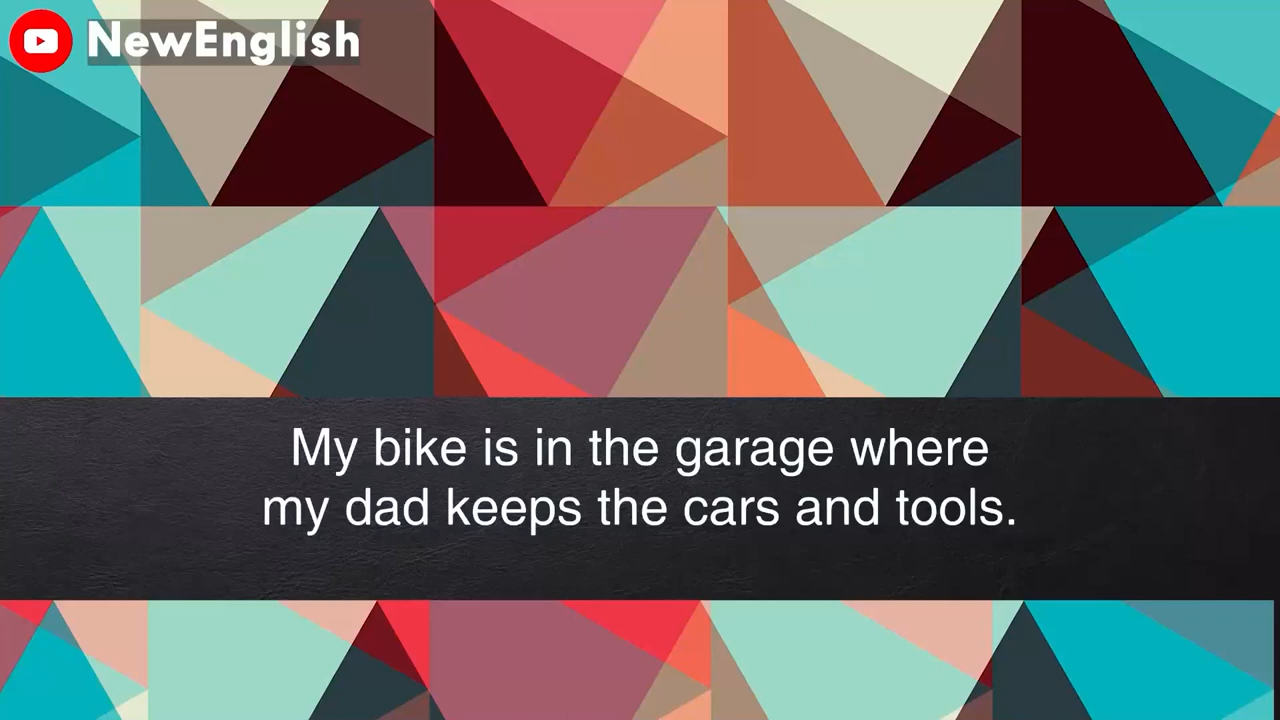 NewEnglish
My bike is in the garage where
my dad keeps the cars and tools.